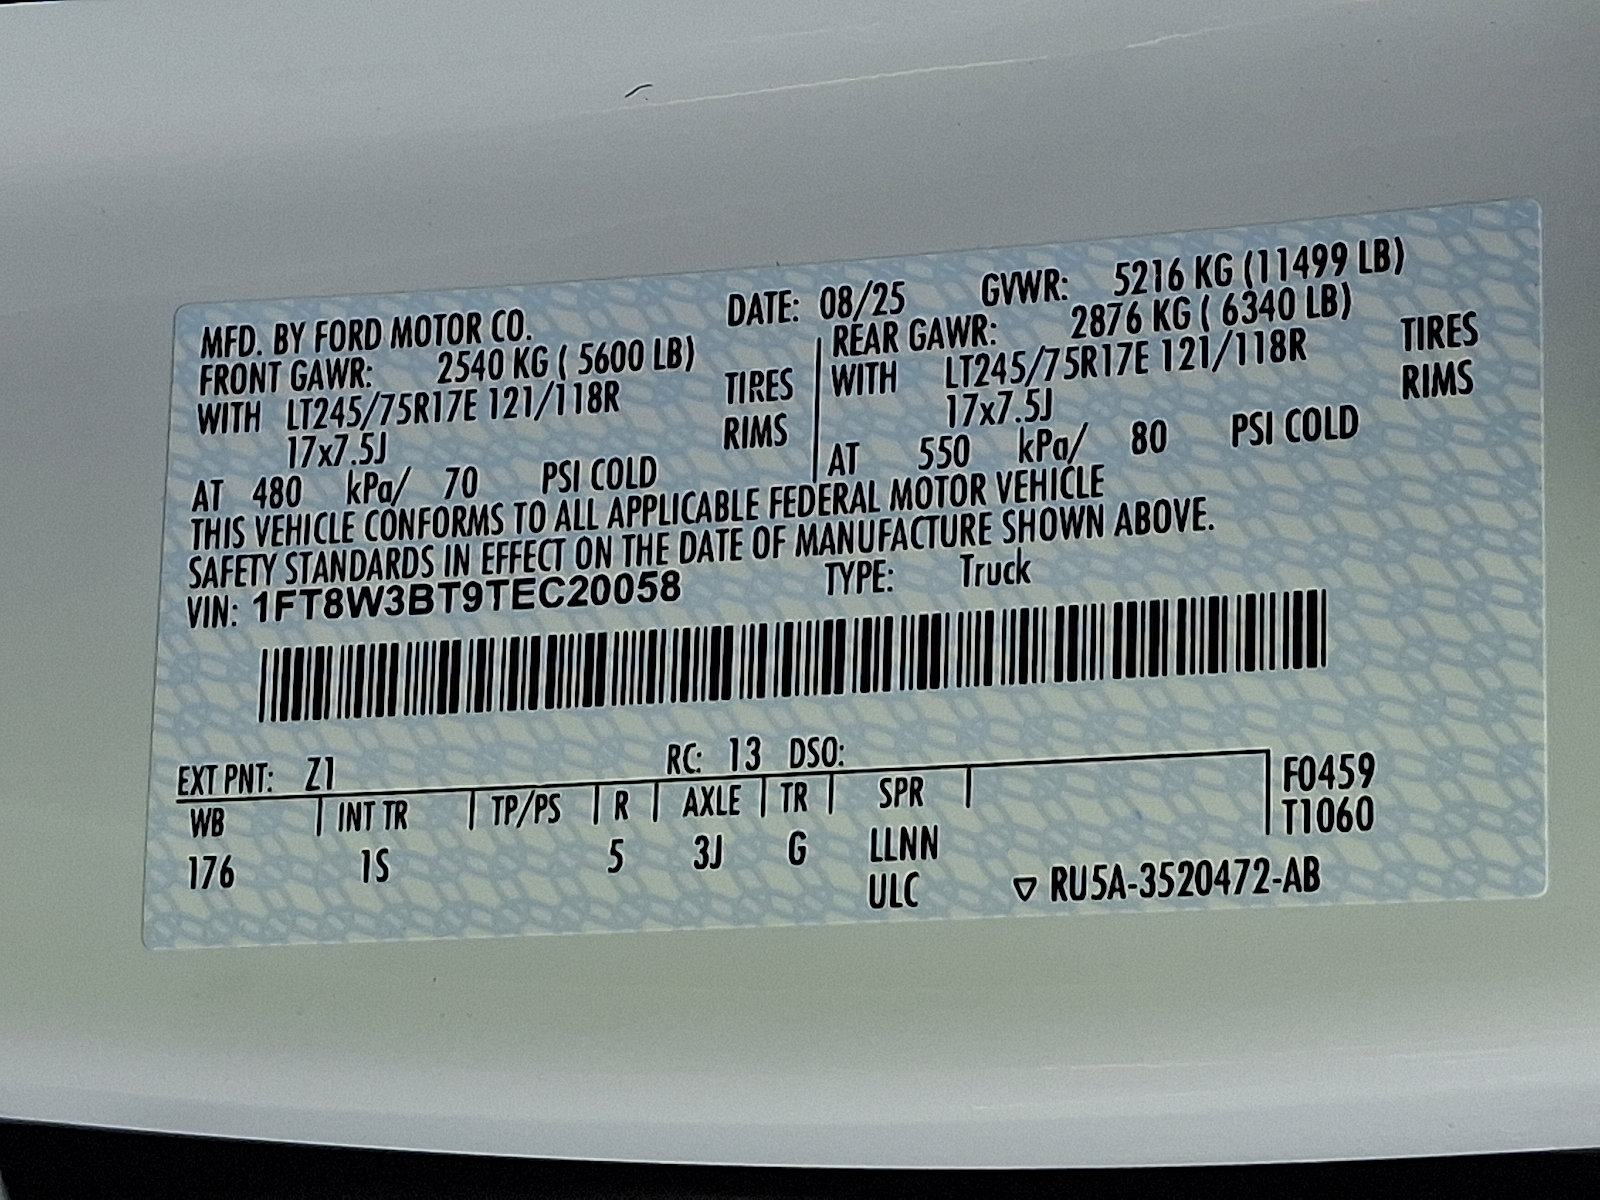 MFD. BY FORD MOTOR CO. DATE: 08/25 GVWR: 5216 KG (11499 LB)
FRONT GAWR: 2540 KG ( 5600 LB) REAR GAWR: 2876 KG ( 6340 LB)
WITH LT245/75R17E 121/118R TIRES WITH LT245/75R17E 121/118R TIRES
17x7.5J RIMS 17x7.5J RIMS
AT 480 kPa/ 70 PSI COLD AT 550 kPa/ 80 PSI COLD
THIS VEHICLE CONFORMS TO ALL APPLICABLE FEDERAL MOTOR VEHICLE
SAFETY STANDARDS IN EFFECT ON THE DATE OF MANUFACTURE SHOWN ABOVE.
VIN: 1FT8W3BT9TEC20058 TYPE: Truck
EXT PNT: Z1 RC: 13 DSO:
WB INT TR TP/PS R AXLE TR SPR F0459
T1060
176 1S 5 3J G LLNN
ULC RU5A-3520472-AB